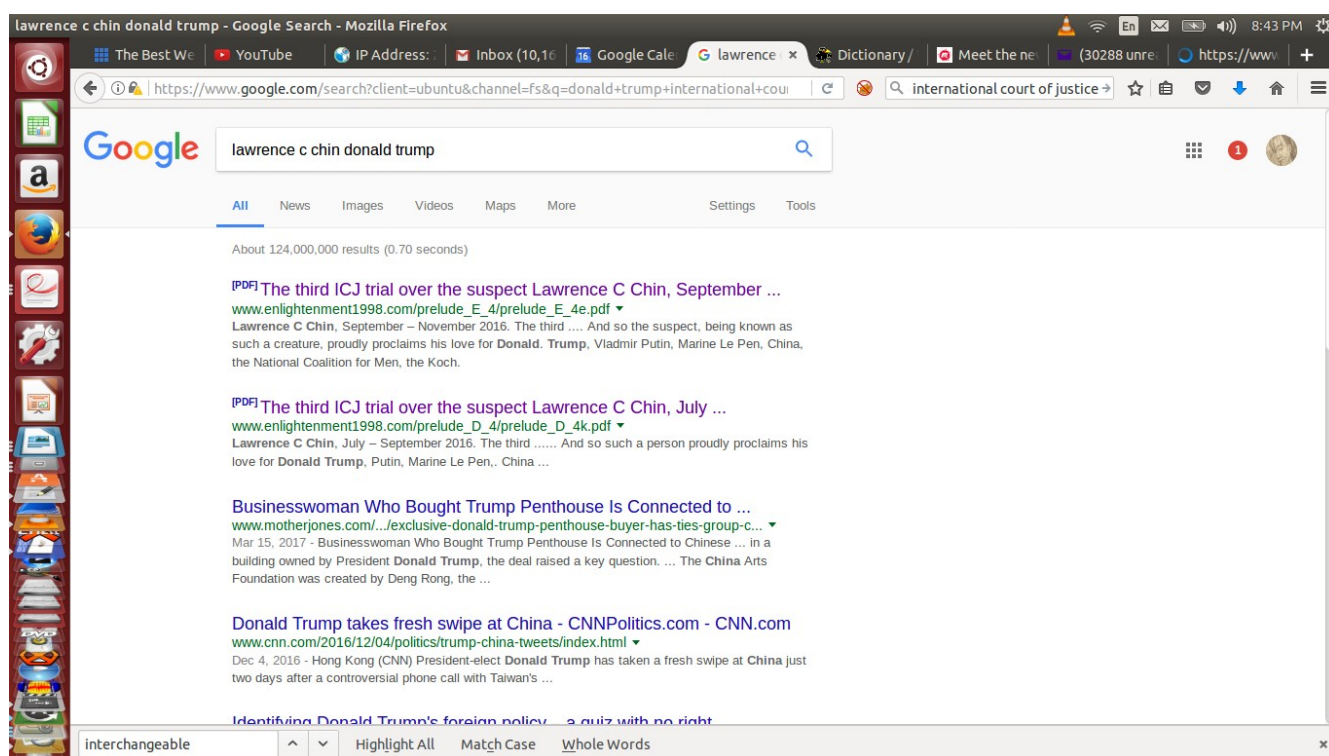 lawrence c chin donald trump - Google Search - Mozilla Firefox
En
8:43 PM
The Best We
YouTube
IP Address: :
Inbox (10,16
16
Google Cale
lawrence
Dictionary /
Meet the ne
(30288 unre
https://www
https://www.google.com/search?client=ubuntu&channel=fs&q=donald+trump+international+cou
international court of justice
Google
lawrence c chin donald trump
1
All News Images Videos Maps More Settings Tools
About 124,000,000 results (0.70 seconds)
[PDF] The third ICJ trial over the suspect Lawrence C Chin, September ...
www.enlightenment1998.com/prelude_E_4/prelude_E_4e.pdf
Lawrence C Chin, September – November 2016. The third .... And so the suspect, being known as
such a creature, proudly proclaims his love for Donald. Trump, Vladmir Putin, Marine Le Pen, China,
the National Coalition for Men, the Koch.
[PDF] The third ICJ trial over the suspect Lawrence C Chin, July ...
www.enlightenment1998.com/prelude_D_4/prelude_D_4k.pdf
Lawrence C Chin, July – September 2016. The third ...... And so such a person proudly proclaims his
love for Donald Trump, Putin, Marine Le Pen,. China ...
Businesswoman Who Bought Trump Penthouse Is Connected to ...
www.motherjones.com/.../exclusive-donald-trump-penthouse-buyer-has-ties-group-c...
Mar 15, 2017 - Businesswoman Who Bought Trump Penthouse Is Connected to Chinese ... in a
building owned by President Donald Trump, the deal raised a key question. ... The China Arts
Foundation was created by Deng Rong, the ...
Donald Trump takes fresh swipe at China - CNNPolitics.com - CNN.com
www.cnn.com/2016/12/04/politics/trump-china-tweets/index.html
Dec 4, 2016 - Hong Kong (CNN) President-elect Donald Trump has taken a fresh swipe at China just
two days after a controversial phone call with Taiwan's ...
Identifying Donald Trump's foreign policy a quiz with no right
interchangeable
Highlight All Match Case Whole Words
a
DVD